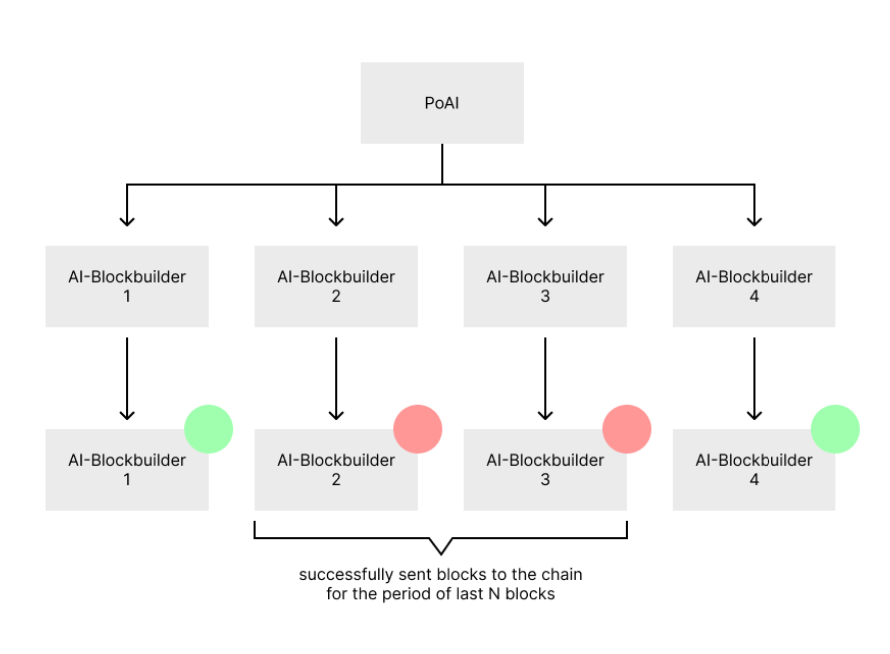 PoAI
AI-Blockbuilder
1
AI-Blockbuilder
2
AI-Blockbuilder
3
AI-Blockbuilder
4
AI-Blockbuilder
1
AI-Blockbuilder
2
AI-Blockbuilder
3
AI-Blockbuilder
4
successfully sent blocks to the chain
for the period of last N blocks